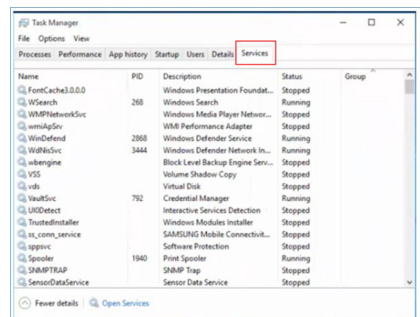 Task Manager
File Options View
Processes Performance App history Startup Users Details Services
Name PID Description Status Group
FontCache3.0.0.0 Windows Presentation Foundat... Stopped
WSearch 268 Windows Search Running
WMPNetworkSvc Windows Media Player Networ... Stopped
wmiApSrv WMI Performance Adapter Stopped
WinDefend 2868 Windows Defender Service Running
WdNisSvc 3444 Windows Defender Network In... Running
wbengine Block Level Backup Engine Serv... Stopped
VSS Volume Shadow Copy Stopped
vds Virtual Disk Stopped
VaultSvc 792 Credential Manager Running
UI0Detect Interactive Services Detection Stopped
TrustedInstaller Windows Modules Installer Stopped
ss_conn_service SAMSUNG Mobile Connectivit... Stopped
sppsvc Software Protection Stopped
Spooler 1940 Print Spooler Running
SNMPTRAP SNMP Trap Stopped
SensorDataService Sensor Data Service Stopped
Fewer details Open Services